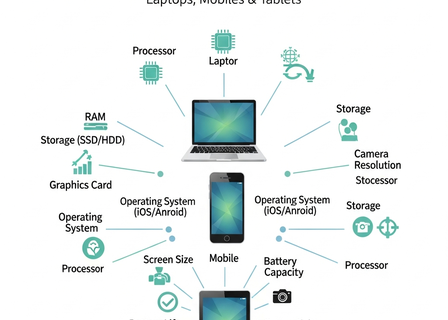 Laptops, Mobiles & Tablets
Processor
Laptor
RAM
Storage (SSD/HDD)
Graphics Card
Storage
Camera
Resolution
Stocessor
Operating System
(iOS/Anroid)
Operating System
(iOS/Anroid)
Storage
Operating
System
Processor
Screen Size
Mobile
Battery
Capacity
Processor